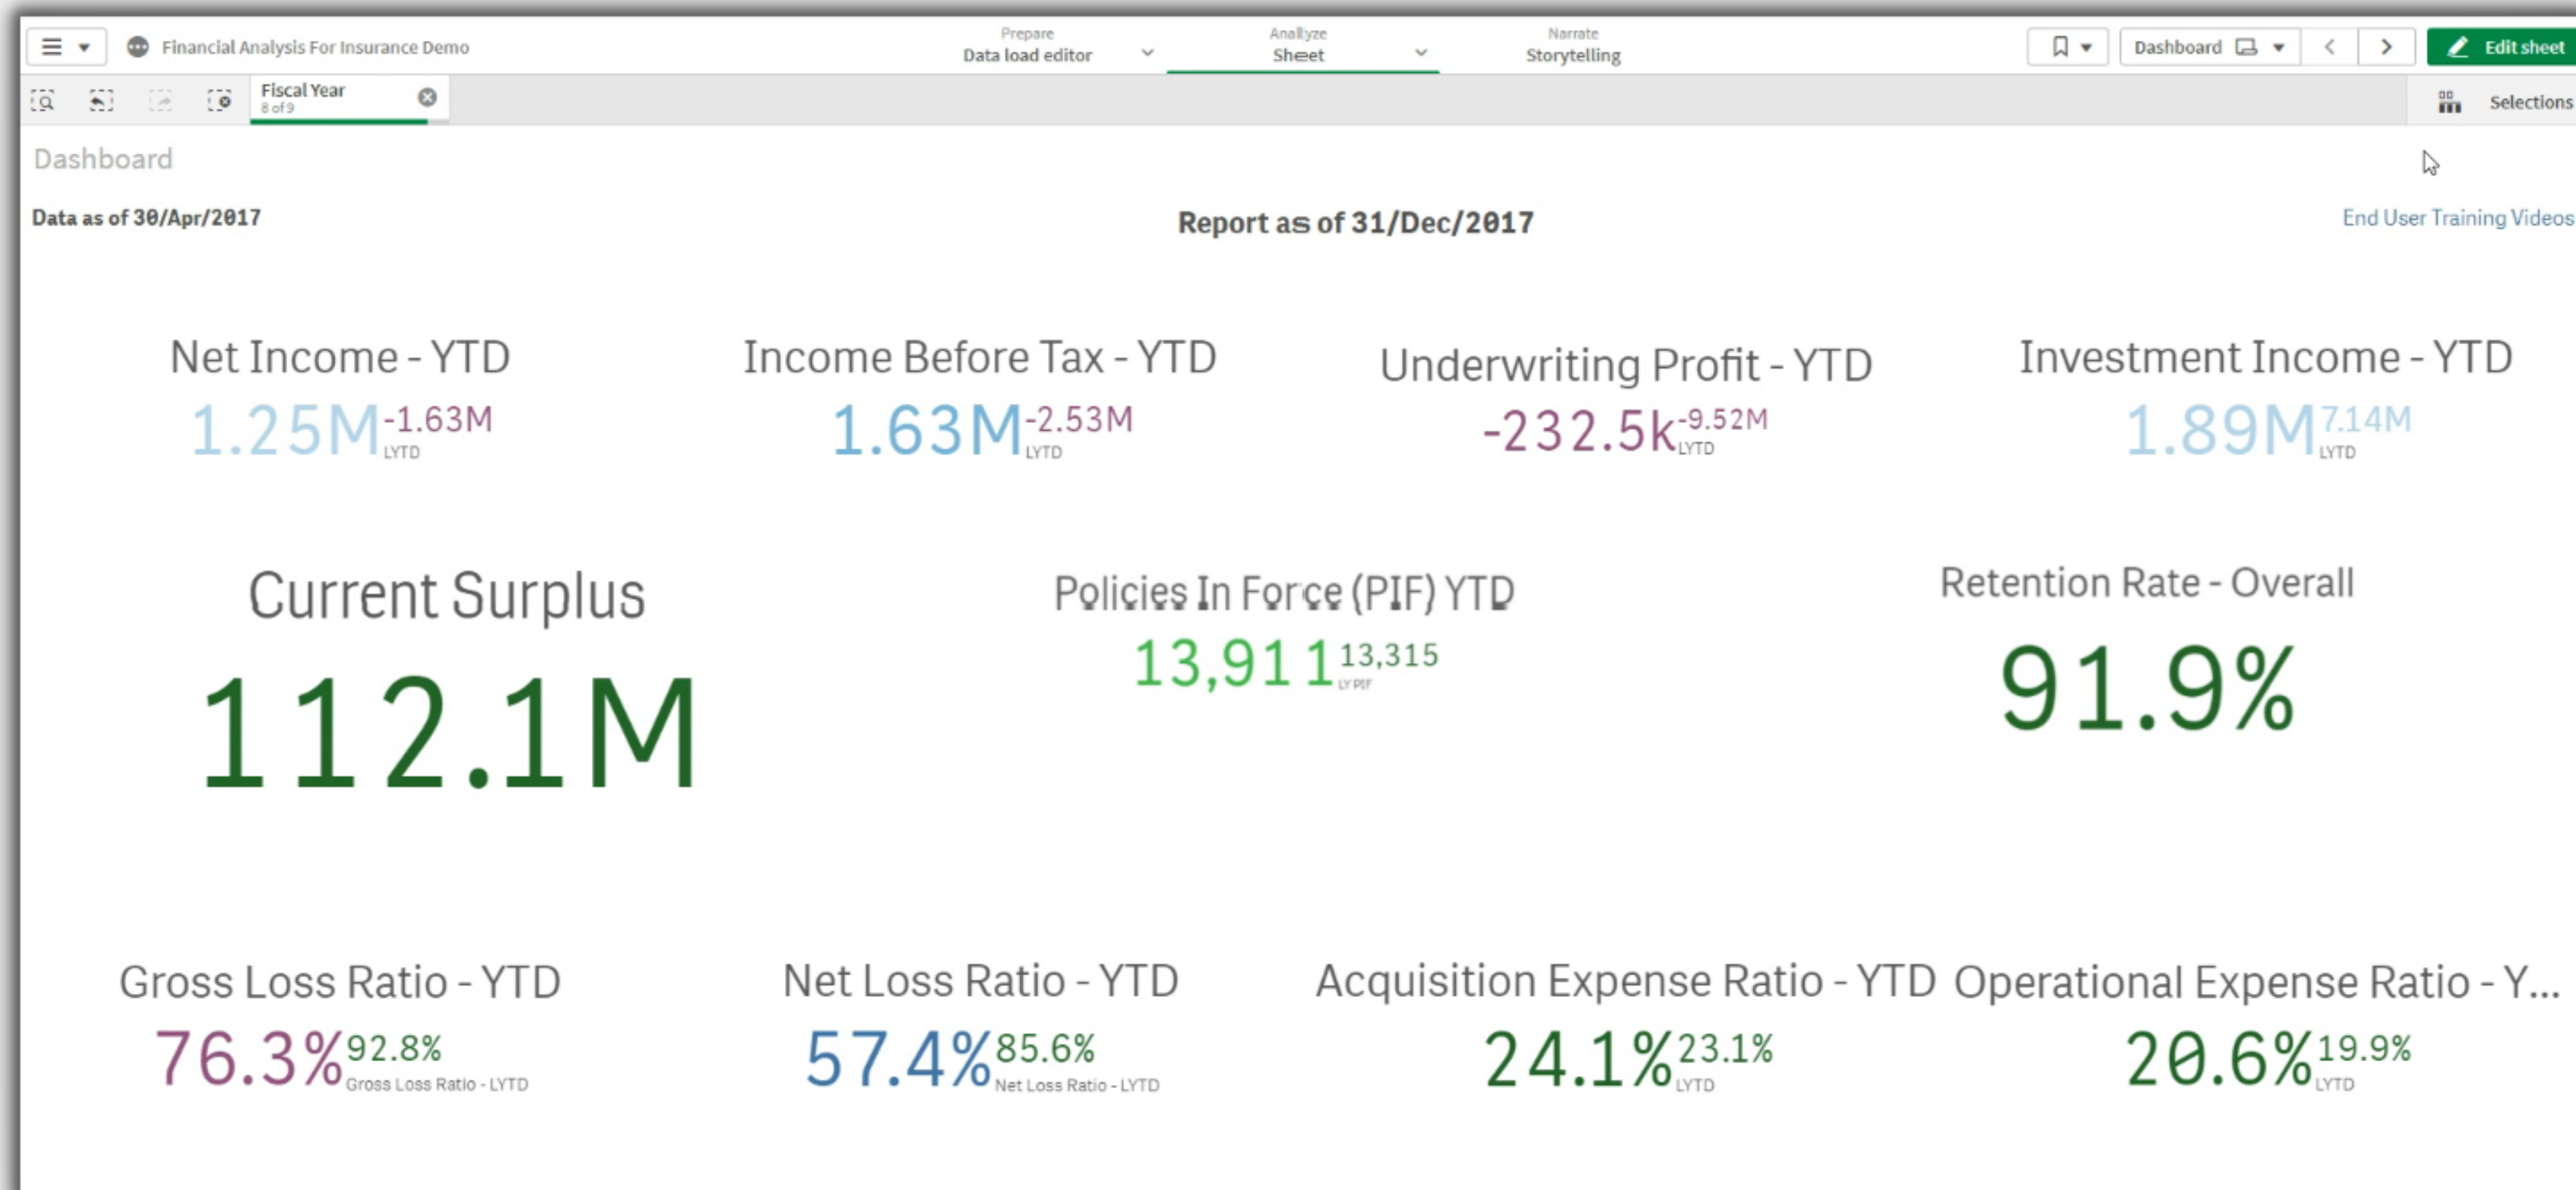 Financial Analysis For Insurance Demo
Prepare
Data load editor
Analyze
Sheet
Narrate
Storytelling
Dashboard
Edit sheet
Fiscal Year
8 of 9
Selections
Dashboard
Data as of 30/Apr/2017
Report as of 31/Dec/2017
End User Training Videos
Net Income - YTD
1.25M -1.63M
LYTD
Income Before Tax - YTD
1.63M -2.53M
LYTD
Underwriting Profit - YTD
-232.5k -9.52M
LYTD
Investment Income - YTD
1.89M 7.14M
LYTD
Current Surplus
112.1M
Policies In Force (PIF) YTD
13,911 13,315
LY PIF
Retention Rate - Overall
91.9%
Gross Loss Ratio - YTD
76.3% 92.8%
Gross Loss Ratio - LYTD
Net Loss Ratio - YTD
57.4% 85.6%
Net Loss Ratio - LYTD
Acquisition Expense Ratio - YTD
24.1% 23.1%
LYTD
Operational Expense Ratio - Y...
20.6% 19.9%
LYTD